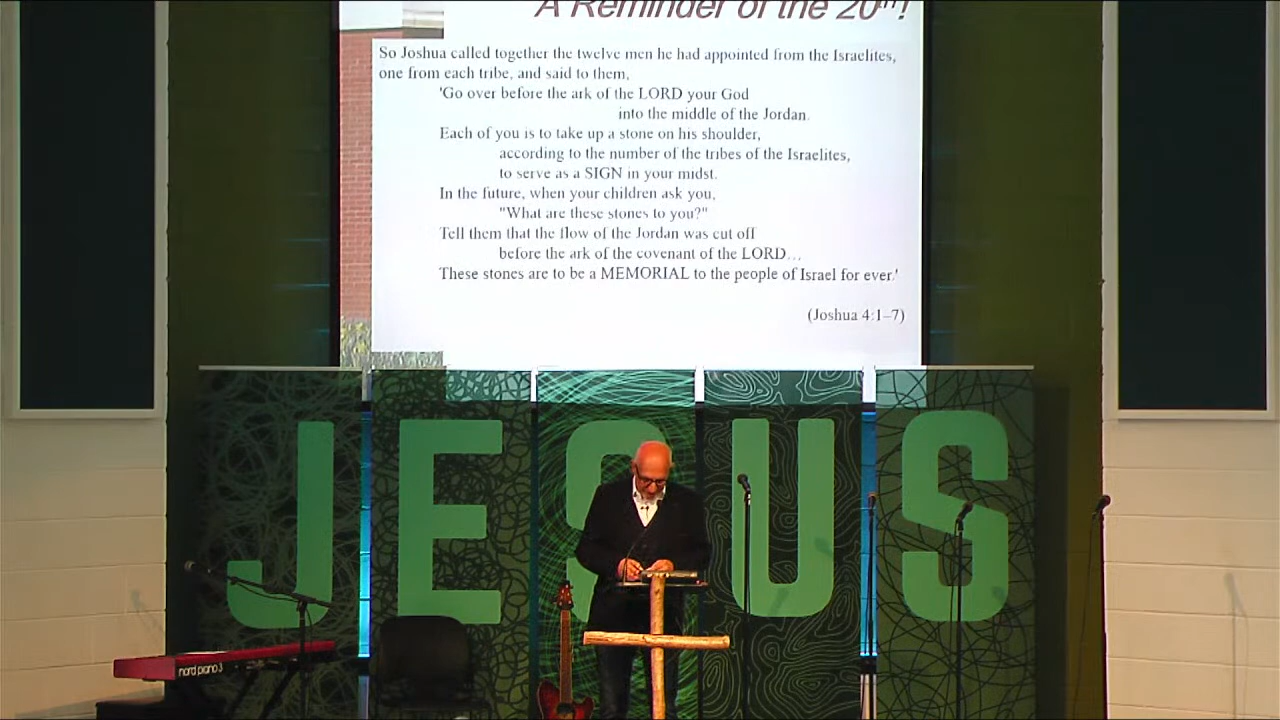 A Reminder of the 20th!
So Joshua called together the twelve men he had appointed from the Israelites,
one from each tribe, and said to them,
'Go over before the ark of the LORD your God
into the middle of the Jordan.
Each of you is to take up a stone on his shoulder,
according to the number of the tribes of the Israelites,
to serve as a SIGN in your midst.
In the future, when your children ask you,
"What are these stones to you?"
Tell them that the flow of the Jordan was cut off
before the ark of the covenant of the LORD…
These stones are to be a MEMORIAL to the people of Israel for ever.'
(Joshua 4:1–7)
JESUS
nord piano 3